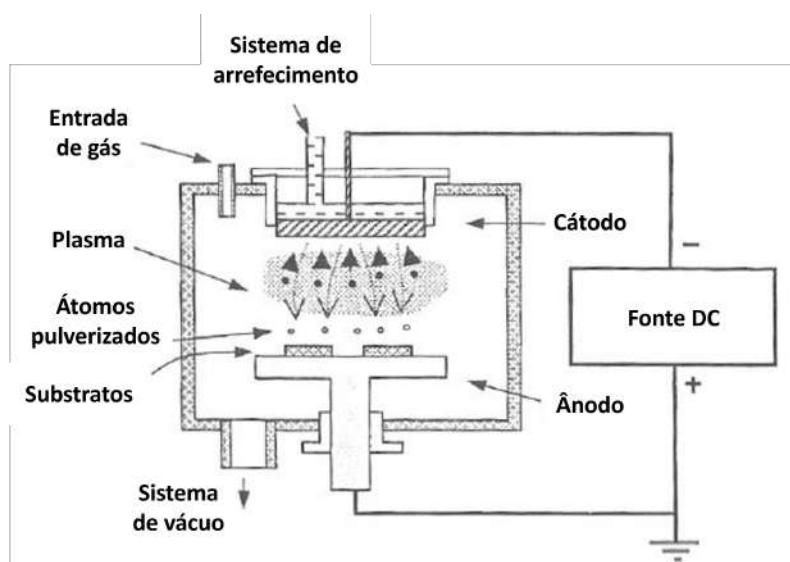 Sistema de
arrefecimento
Entrada
de gás
Plasma
Átomos
pulverizados
Substratos
Sistema
de vácuo
Cátodo
–
Fonte DC
+
Ânodo